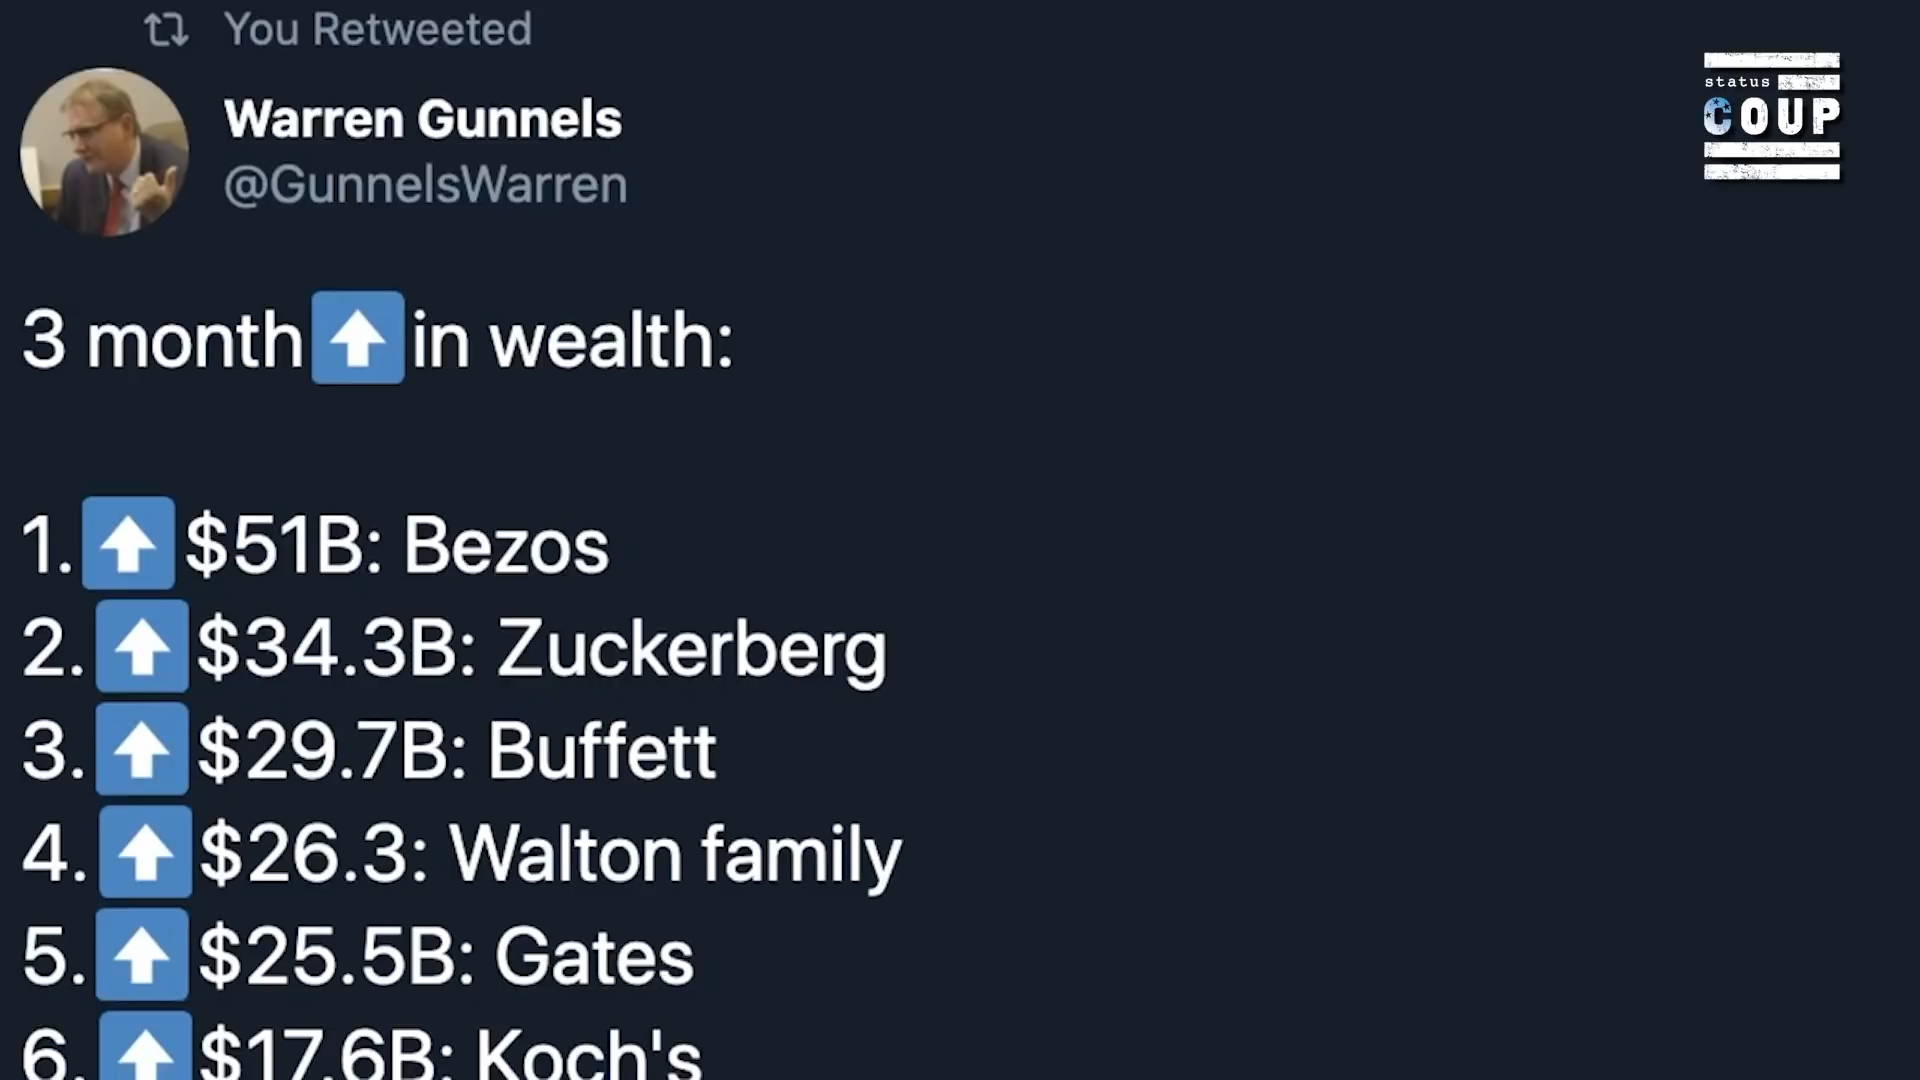 You Retweeted
Warren Gunnels
@GunnelsWarren
status
COUP
3 month ⬆️ in wealth:
1. ⬆️ $51B: Bezos
2. ⬆️ $34.3B: Zuckerberg
3. ⬆️ $29.7B: Buffett
4. ⬆️ $26.3: Walton family
5. ⬆️ $25.5B: Gates
6. ⬆️ $17.6B: Koch's